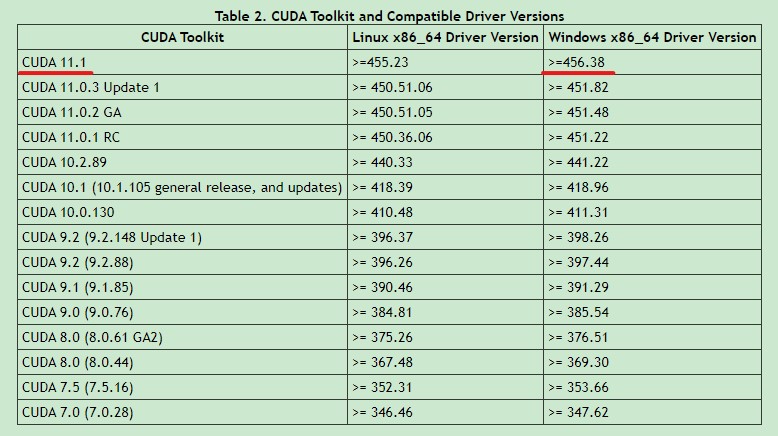 Table 2. CUDA Toolkit and Compatible Driver Versions
CUDA Toolkit Linux x86_64 Driver Version Windows x86_64 Driver Version
CUDA 11.1 >=455.23 >=456.38
CUDA 11.0.3 Update 1 >= 450.51.06 >= 451.82
CUDA 11.0.2 GA >= 450.51.05 >= 451.48
CUDA 11.0.1 RC >= 450.36.06 >= 451.22
CUDA 10.2.89 >= 440.33 >= 441.22
CUDA 10.1 (10.1.105 general release, and updates) >= 418.39 >= 418.96
CUDA 10.0.130 >= 410.48 >= 411.31
CUDA 9.2 (9.2.148 Update 1) >= 396.37 >= 398.26
CUDA 9.2 (9.2.88) >= 396.26 >= 397.44
CUDA 9.1 (9.1.85) >= 390.46 >= 391.29
CUDA 9.0 (9.0.76) >= 384.81 >= 385.54
CUDA 8.0 (8.0.61 GA2) >= 375.26 >= 376.51
CUDA 8.0 (8.0.44) >= 367.48 >= 369.30
CUDA 7.5 (7.5.16) >= 352.31 >= 353.66
CUDA 7.0 (7.0.28) >= 346.46 >= 347.62